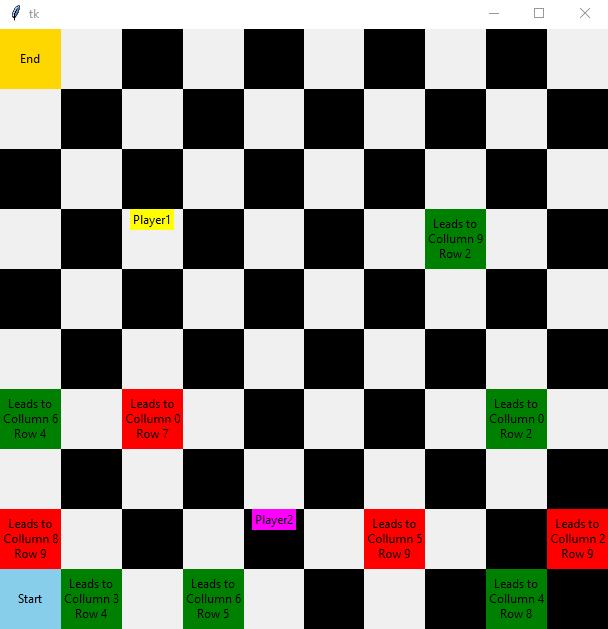 tk
End
Player1
Leads to
Collumn 9
Row 2
Leads to
Collumn 6
Row 4
Leads to
Collumn 0
Row 7
Leads to
Collumn 0
Row 2
Leads to
Collumn 8
Row 9
Player2
Leads to
Collumn 5
Row 9
Leads to
Collumn 2
Row 9
Start
Leads to
Collumn 3
Row 4
Leads to
Collumn 6
Row 5
Leads to
Collumn 4
Row 8